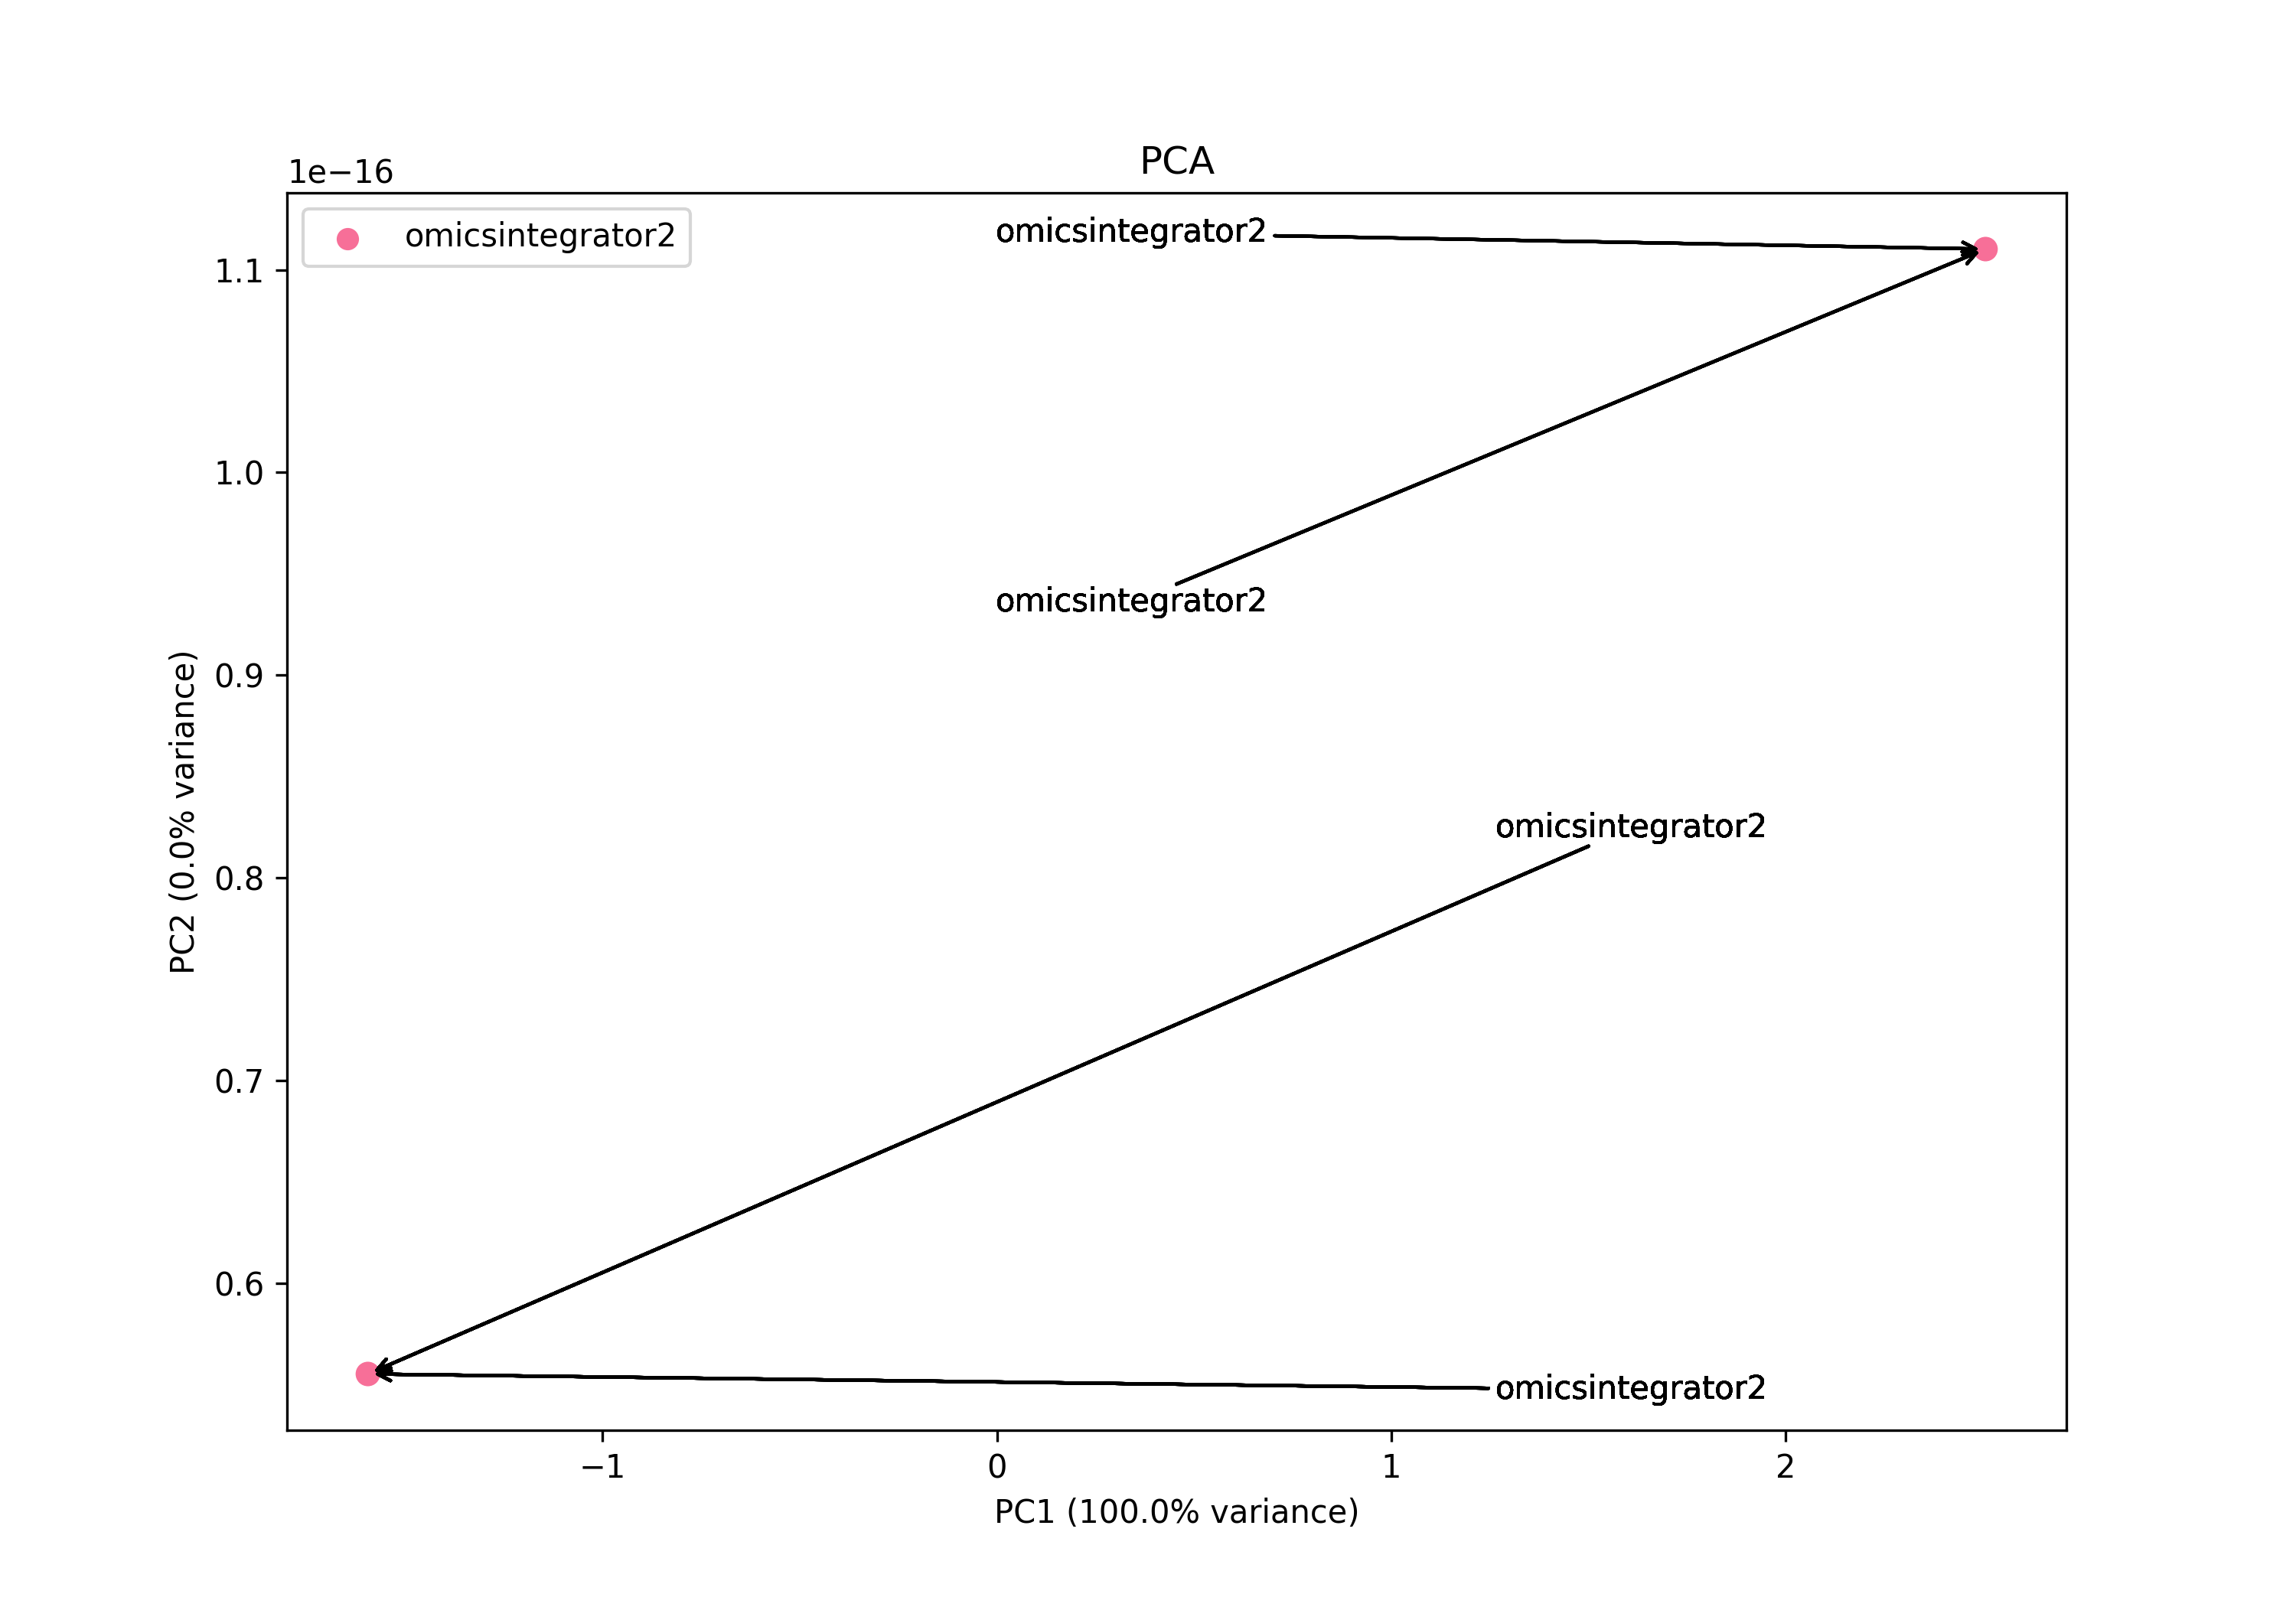 PCA
1e−16
omicsintegrator2
omicsintegrator2
1.1
1.0
omicsintegrator2
0.9
PC2 (0.0% variance)
omicsintegrator2
0.8
0.7
0.6
omicsintegrator2
−1
0
1
2
PC1 (100.0% variance)